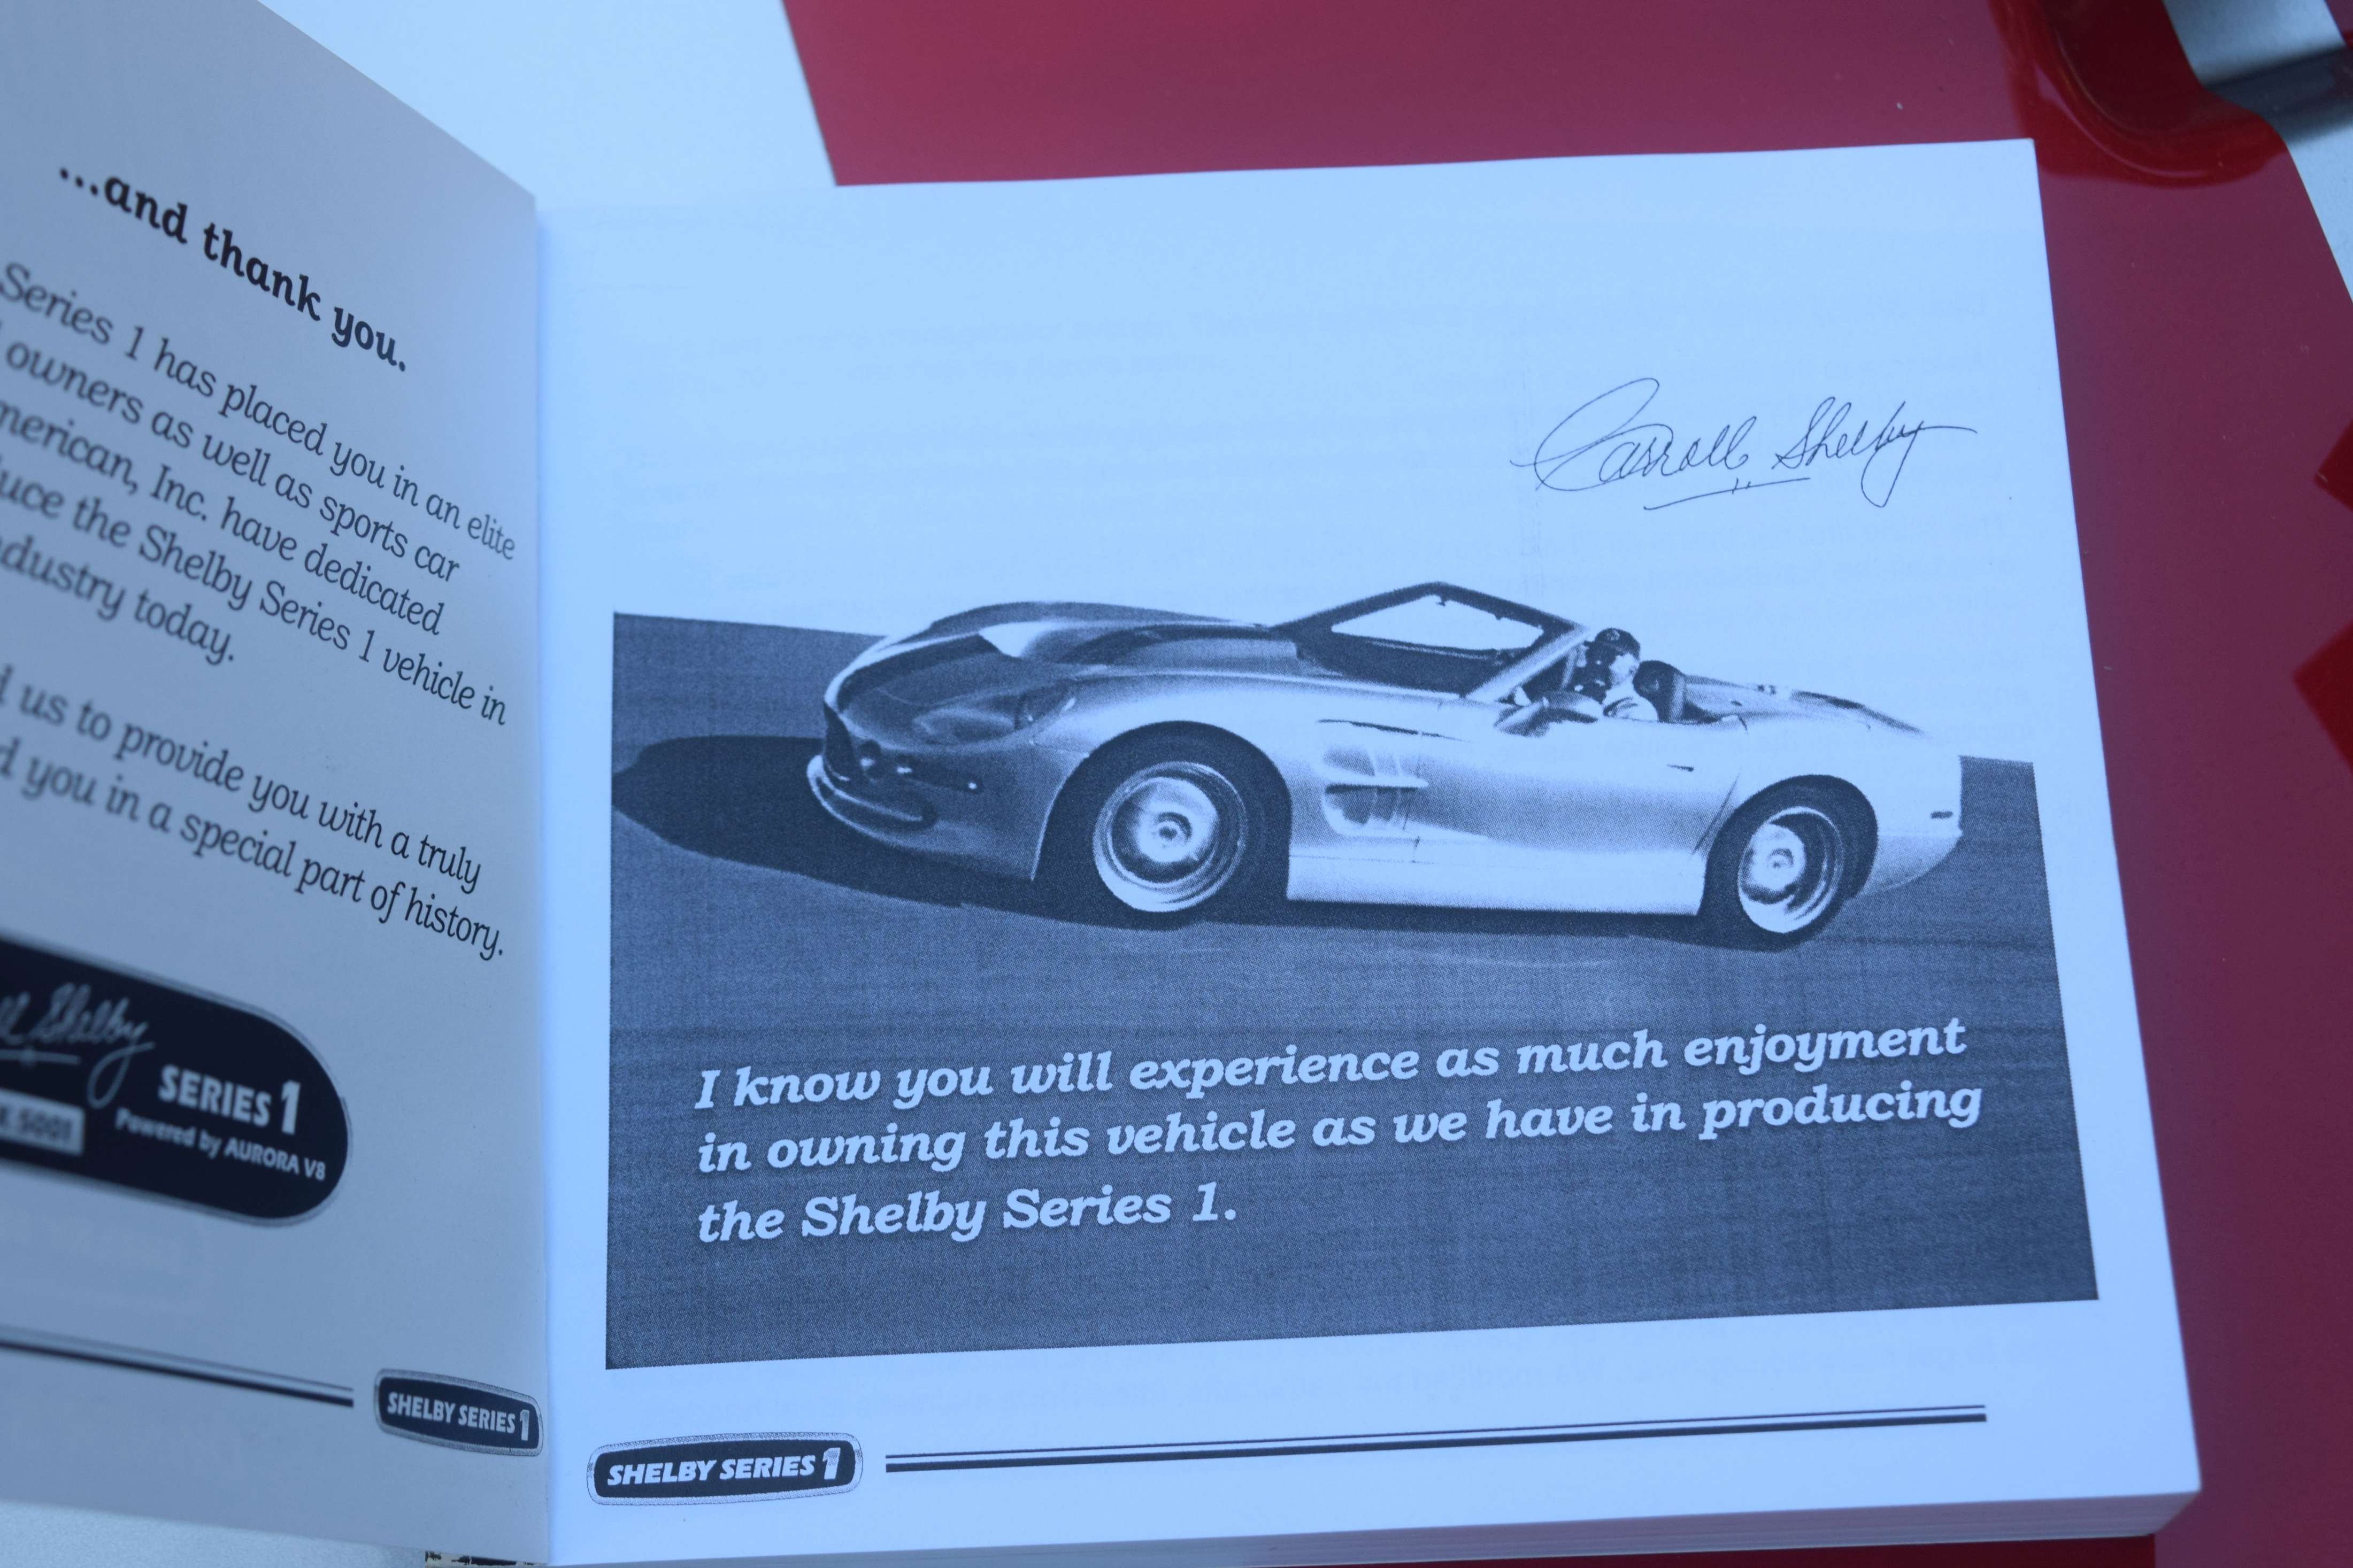 ...and thank you.
Series 1 has placed you in an elite
owners as well as sports car
merican, Inc. have dedicated
uce the Shelby Series 1 vehicle in
ndustry today.
us to provide you with a truly
d you in a special part of history.
Shelby
SERIES 1
5001
Powered by AURORA V8
SHELBY SERIES 1
Carroll Shelby
I know you will experience as much enjoyment
in owning this vehicle as we have in producing
the Shelby Series 1.
SHELBY SERIES 1